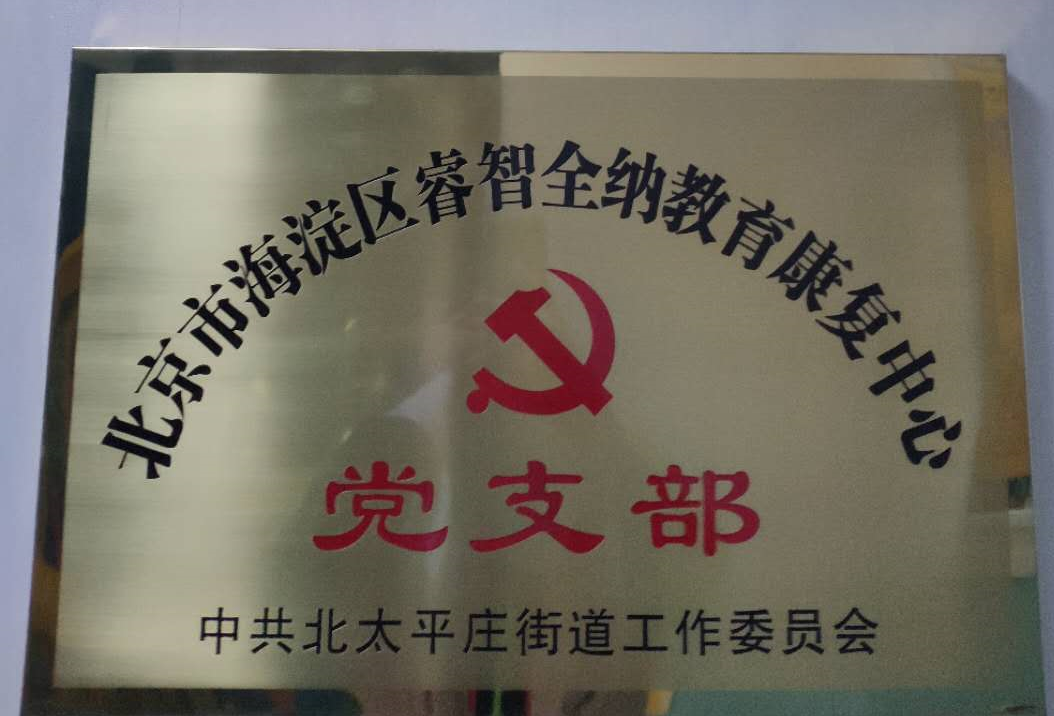 北京市海淀区睿智全纳教育康复中心
党支部
中共北太平庄街道工作委员会